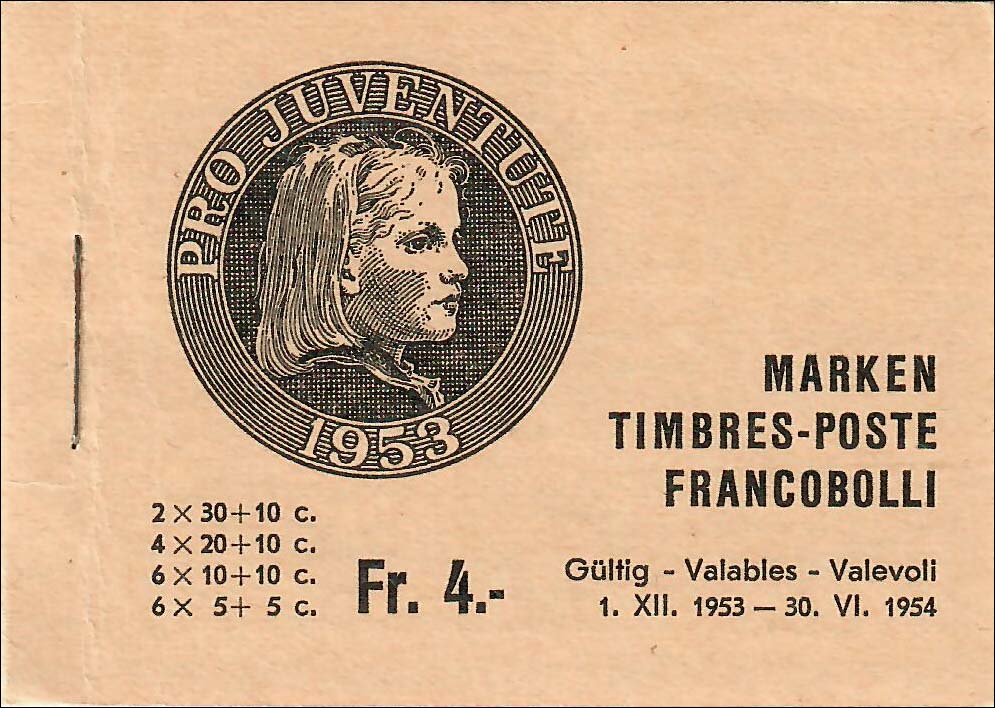 PRO JUVENTUTE
1953
MARKEN
TIMBRES-POSTE
FRANCOBOLLI
2 × 30+10 c.
4 × 20+10 c.
6 × 10+10 c.
6 × 5+ 5 c.
Fr. 4.-
Gültig - Valables - Valevoli
1. XII. 1953 — 30. VI. 1954